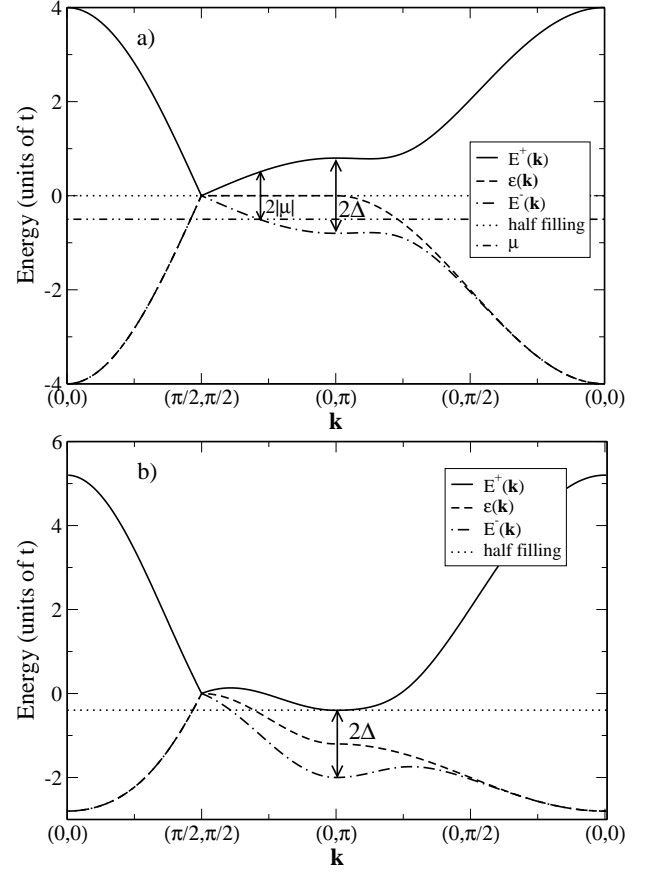 4
2
0
-2
-4
Energy (units of t)
a)
2|μ|
2Δ
E⁺(k)
ε(k)
E⁻(k)
half filling
μ
(0,0)
(π/2,π/2)
(0,π)
(0,π/2)
(0,0)
k
6
4
2
0
-2
Energy (units of t)
b)
2Δ
E⁺(k)
ε(k)
E⁻(k)
half filling
(0,0)
(π/2,π/2)
(0,π)
(0,π/2)
(0,0)
k